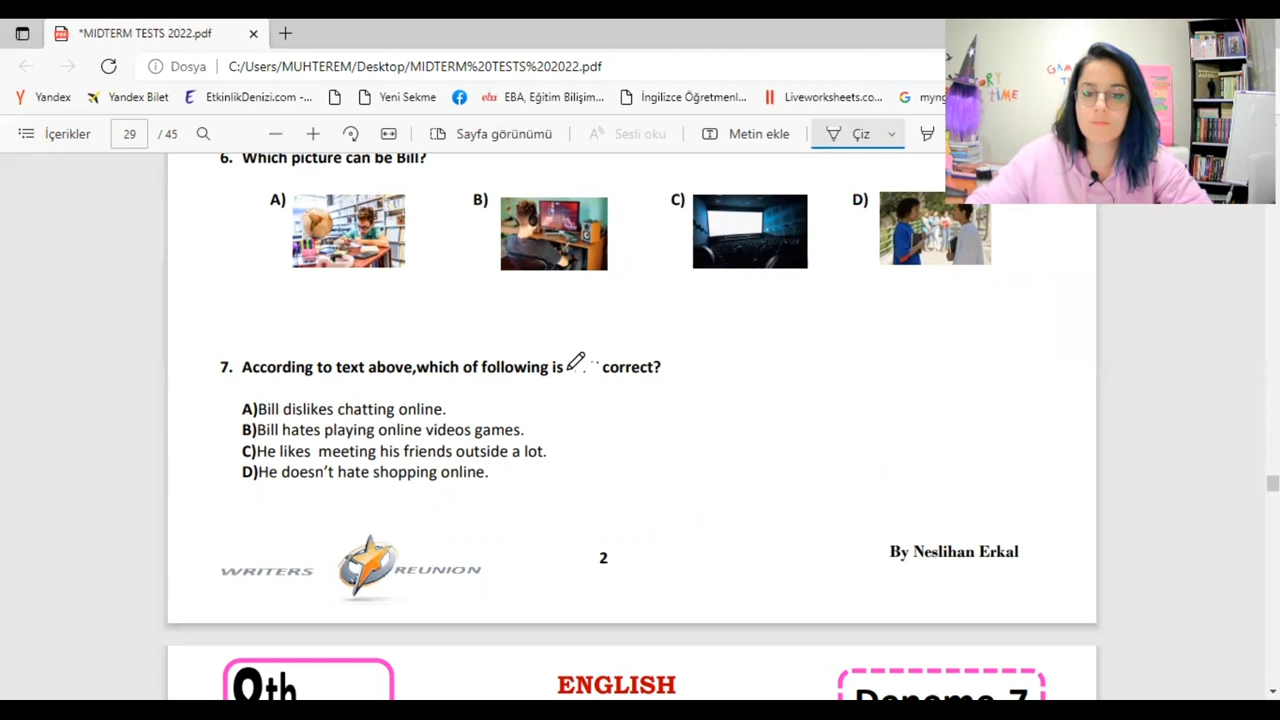 *MIDTERM TESTS 2022.pdf
Dosya C:/Users/MUHTEREM/Desktop/MIDTERM%20TESTS%202022.pdf
Yandex Yandex Bilet EtkinlikDenizi.com -... Yeni Sekme EBA, Eğitim Bilişim... İngilizce Öğretmenl... Liveworksheets.co... myng
İçerikler 29 / 45 Sayfa görünümü Sesli oku Metin ekle Çiz
TIME
6. Which picture can be Bill?
A) B) C) D)
7. According to text above,which of following is correct?
A)Bill dislikes chatting online.
B)Bill hates playing online videos games.
C)He likes meeting his friends outside a lot.
D)He doesn't hate shopping online.
WRITERS REUNION
2
By Neslihan Erkal
ENGLISH